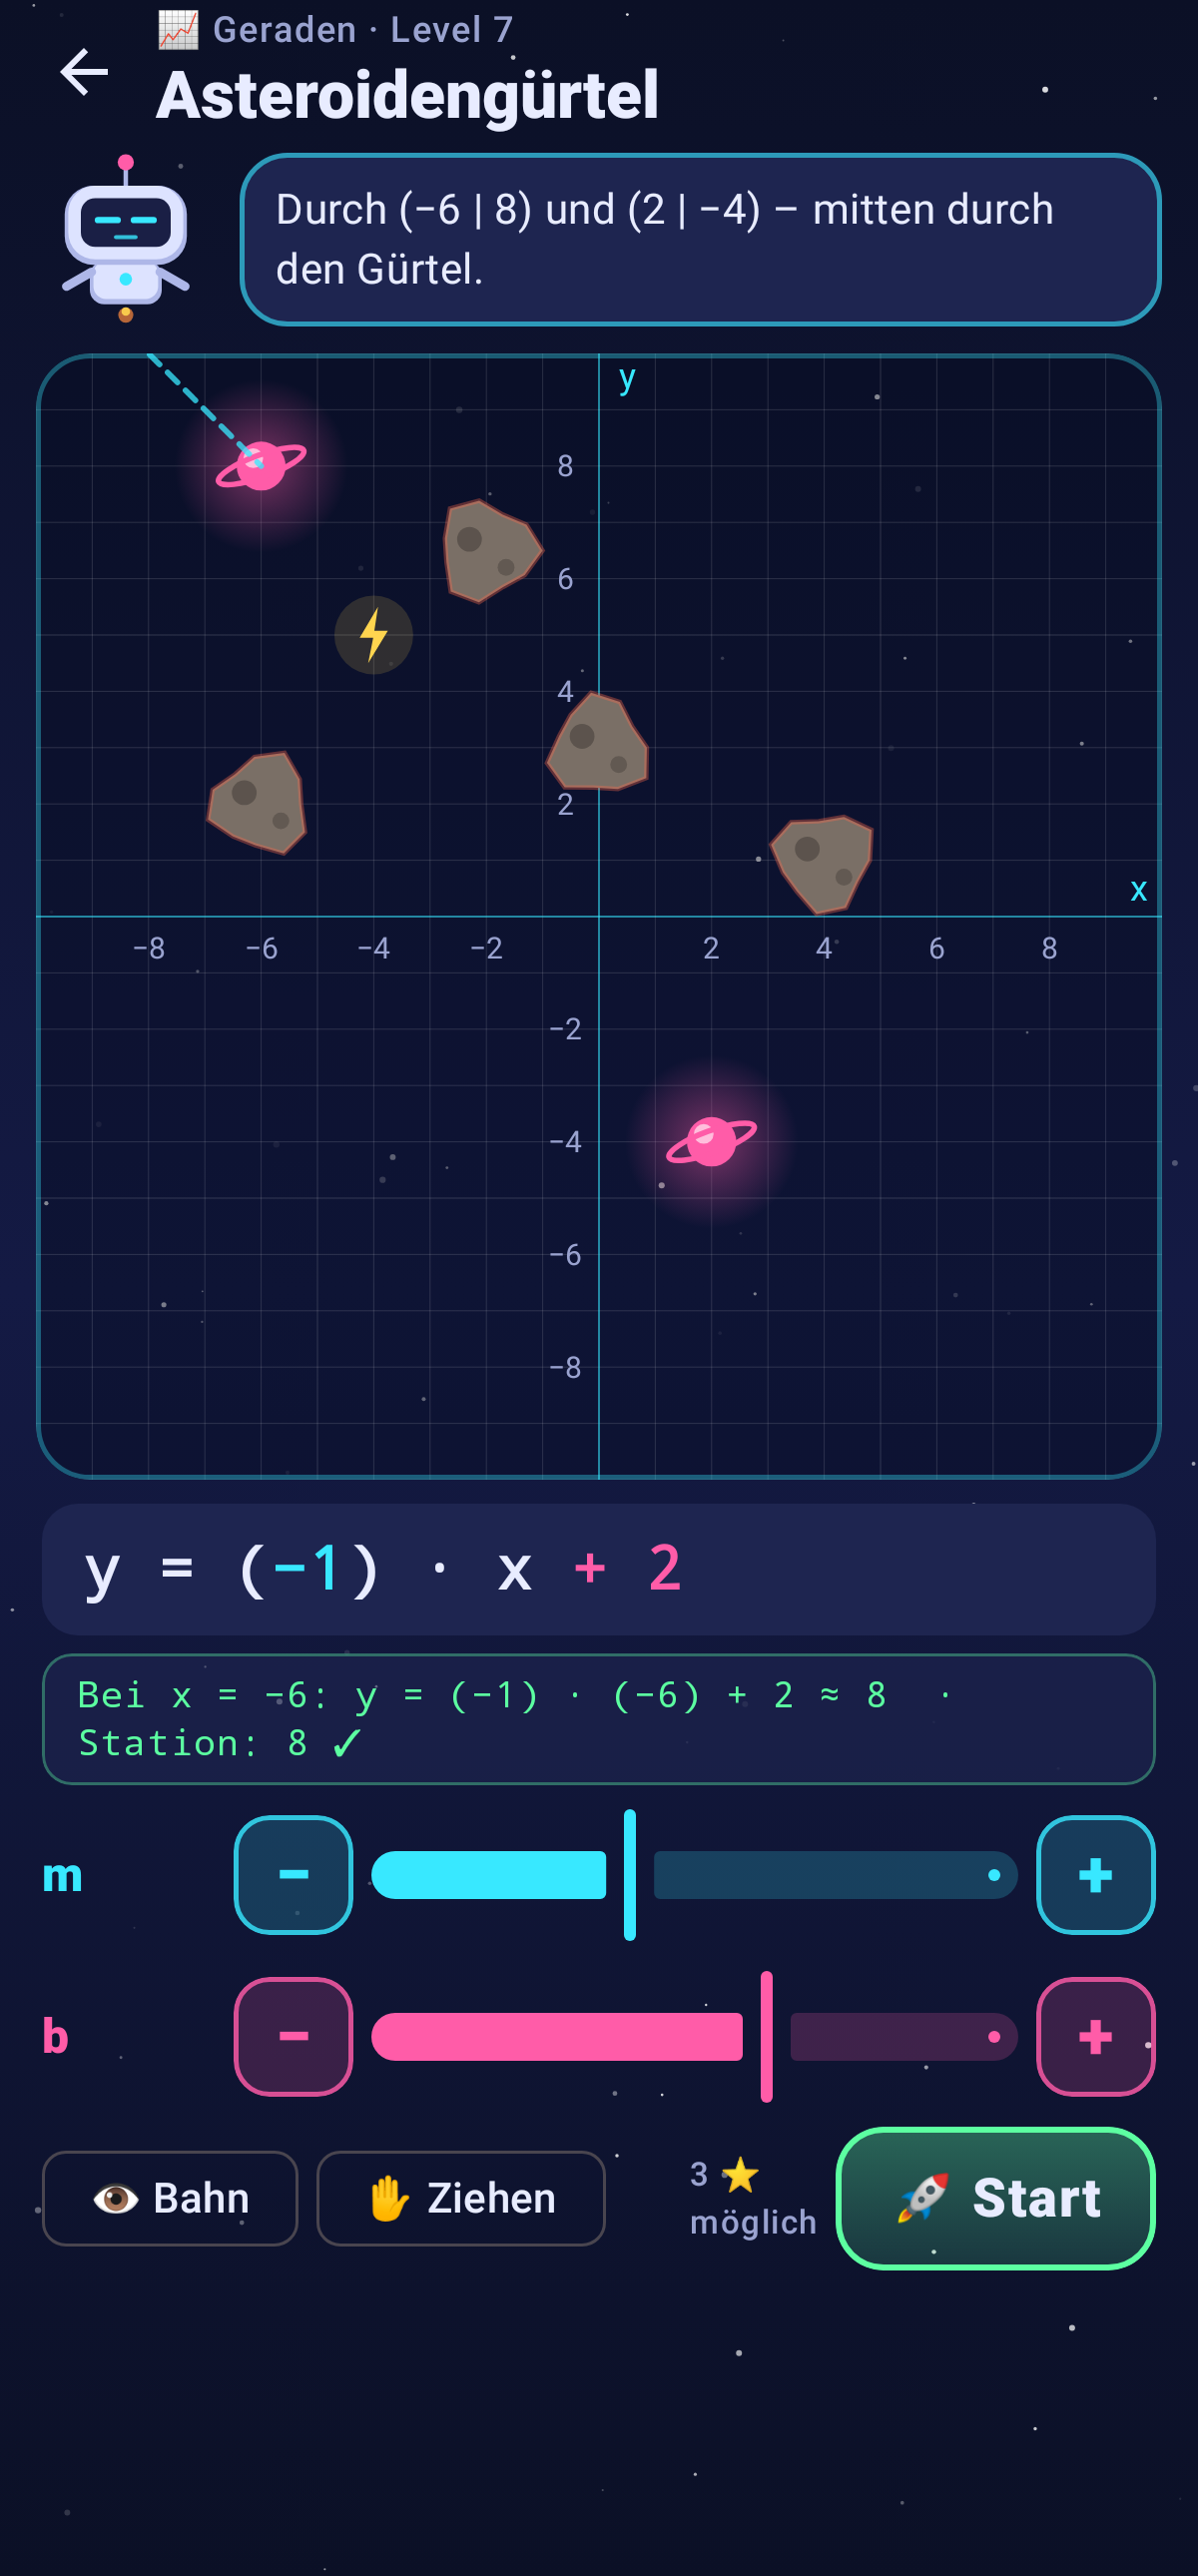 📈 Geraden · Level 7
Asteroidengürtel
Durch (−6 | 8) und (2 | −4) – mitten durch
den Gürtel.
y
8
6
4
2
x
−8 −6 −4 −2 2 4 6 8
−2
−4
−6
−8
y = (−1) · x + 2
Bei x = −6: y = (−1) · (−6) + 2 ≈ 8 ·
Station: 8 ✓
m − +
b − +
👁️ Bahn
✋ Ziehen
3 ⭐
möglich
🚀 Start